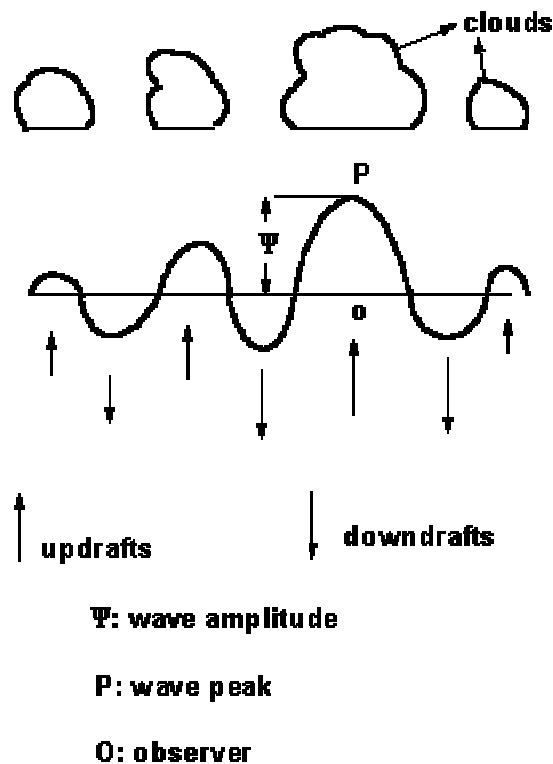 clouds
P
Ψ
o
updrafts
downdrafts
Ψ: wave amplitude
P: wave peak
O: observer